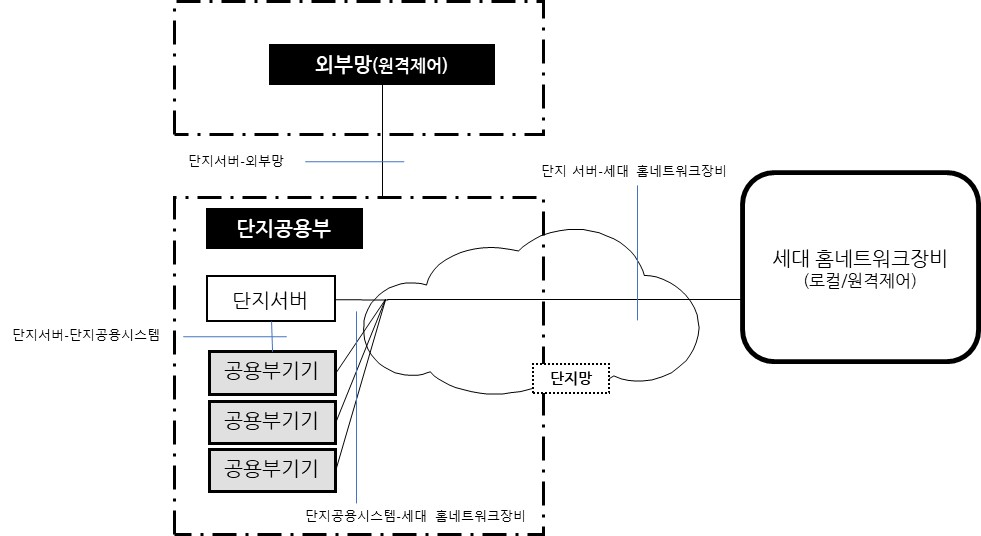 외부망(원격제어)
단지서버-외부망
단지 서버-세대 홈네트워크장비
단지공용부
세대 홈네트워크장비
(로컬/원격제어)
단지서버
단지서버-단지공용시스템
공용부기기
단지망
공용부기기
공용부기기
단지공용시스템-세대 홈네트워크장비